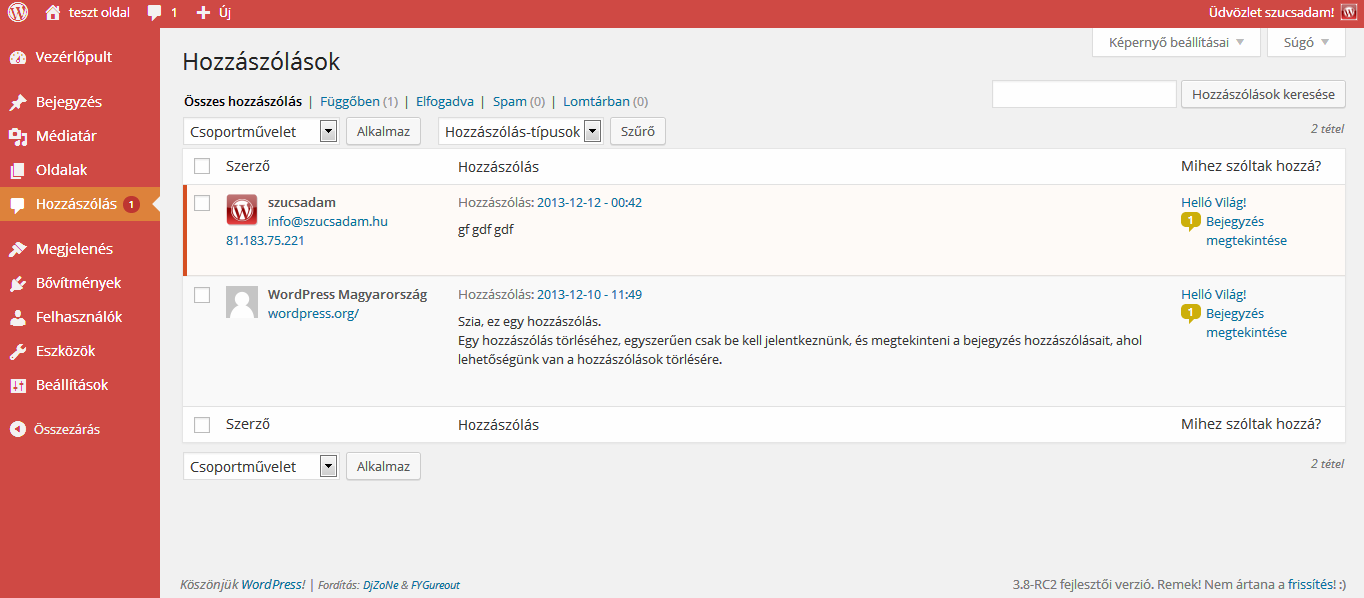 teszt oldal 1 Új Üdvözlet szucsadam!
Vezérlőpult
Bejegyzés
Médiatár
Oldalak
Hozzászólás 1
Megjelenés
Bővítmények
Felhasználók
Eszközök
Beállítások
Összezárás
Képernyő beállításai Súgó
Hozzászólások
Összes hozzászólás | Függőben (1) | Elfogadva | Spam (0) | Lomtárban (0)
Hozzászólások keresése
Csoportművelet Alkalmaz Hozzászólás-típusok Szűrő
2 tétel
Szerző Hozzászólás Mihez szóltak hozzá?
szucsadam
info@szucsadam.hu
81.183.75.221
Hozzászólás: 2013-12-12 - 00:42
gf gdf gdf
Helló Világ!
1 Bejegyzés
megtekintése
WordPress Magyarország
wordpress.org/
Hozzászólás: 2013-12-10 - 11:49
Szia, ez egy hozzászólás.
Egy hozzászólás törléséhez, egyszerűen csak be kell jelentkeznünk, és megtekinteni a bejegyzés hozzászólásait, ahol
lehetőségünk van a hozzászólások törlésére.
Helló Világ!
1 Bejegyzés
megtekintése
Szerző Hozzászólás Mihez szóltak hozzá?
Csoportművelet Alkalmaz
2 tétel
Köszönjük WordPress! | Fordítás: DjZoNe & FYGureout
3.8-RC2 fejlesztői verzió. Remek! Nem ártana a frissítés! :)